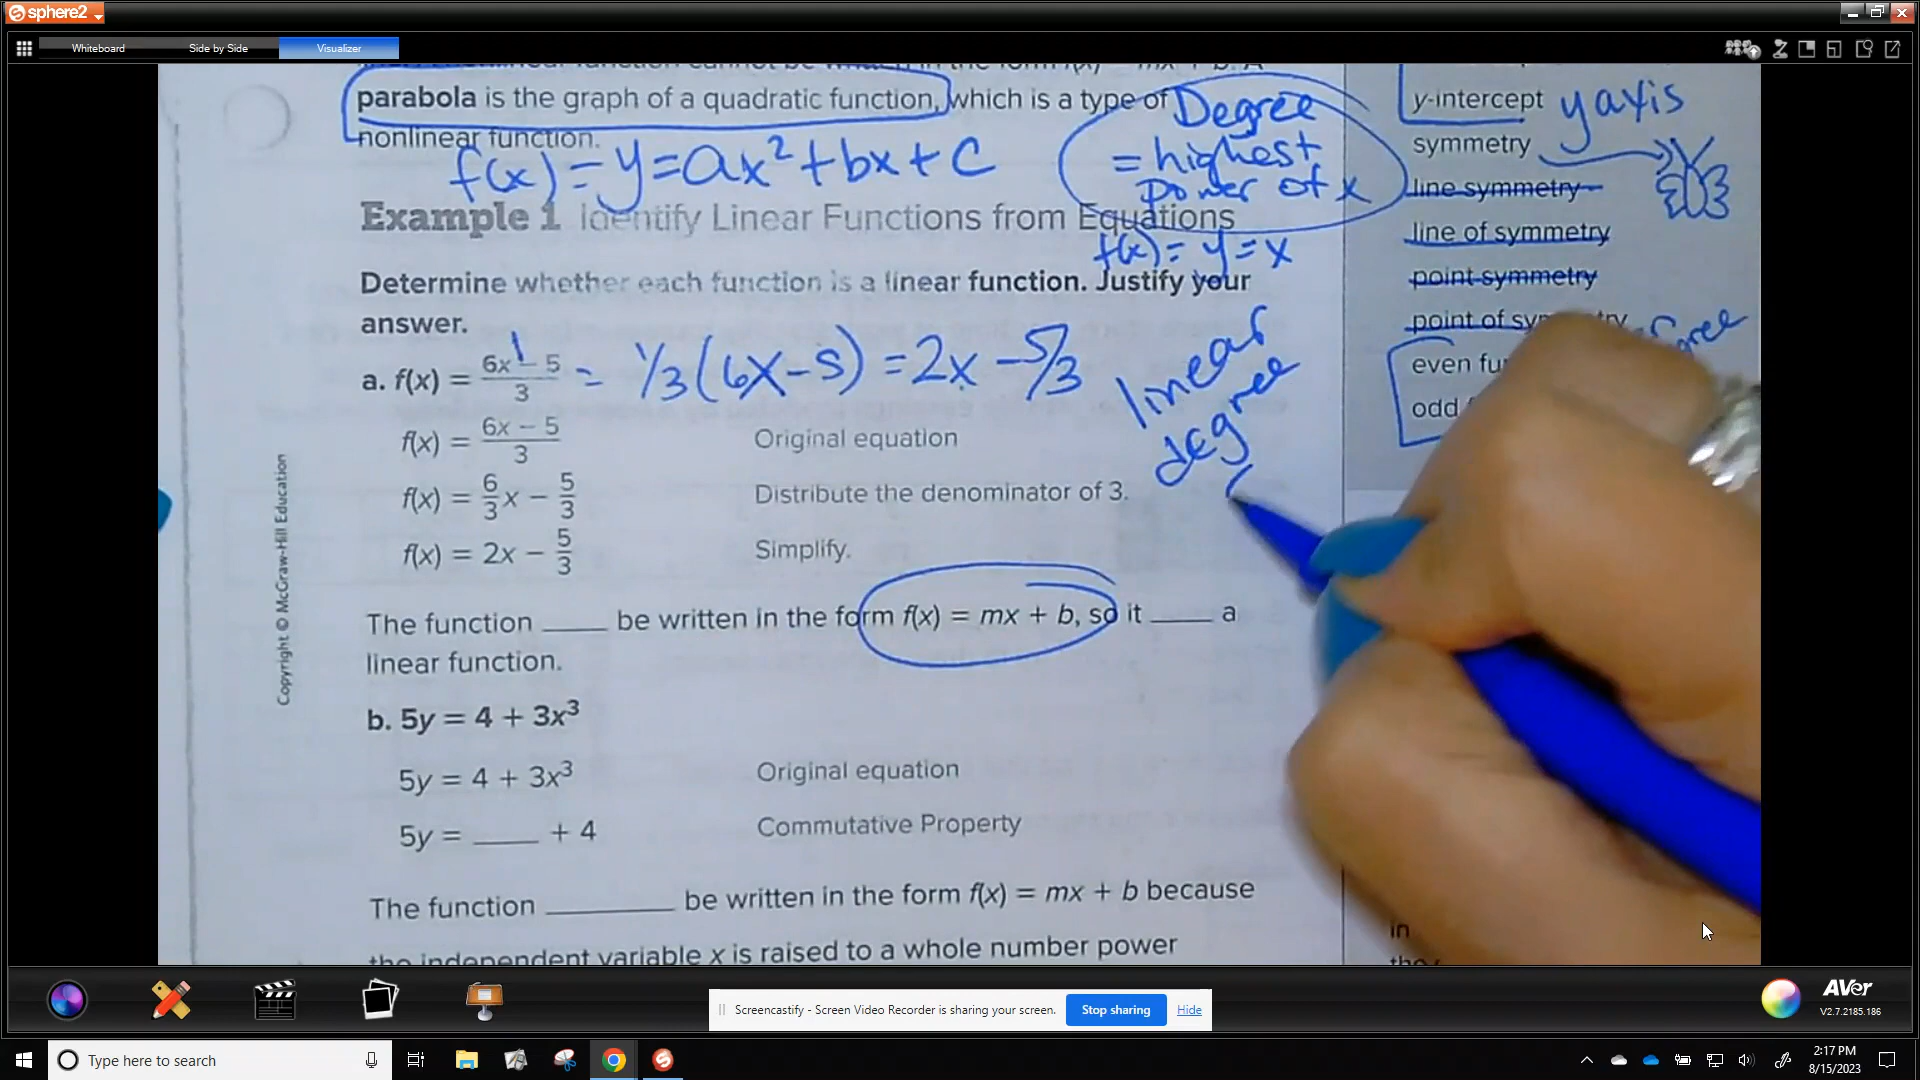 sphere2
Whiteboard
Side by Side
Visualizer
parabola is the graph of a quadratic function, which is a type of
nonlinear function.
f(x) = y = ax² + bx + c
Degree
= highest
power of x
Example 1 Identify Linear Functions from Equations
f(x) = y = x
Determine whether each function is a linear function. Justify your
answer.
a. f(x) = (6x¹ − 5)/3 = 1/3 (6x − 5) = 2x − 5/3
linear
degree
f(x) = (6x − 5)/3 Original equation
f(x) = 6/3 x − 5/3 Distribute the denominator of 3.
f(x) = 2x − 5/3 Simplify.
The function ____ be written in the form f(x) = mx + b, so it ____ a
linear function.
b. 5y = 4 + 3x³
5y = 4 + 3x³ Original equation
5y = ____ + 4 Commutative Property
The function ________ be written in the form f(x) = mx + b because
the independent variable x is raised to a whole number power
Copyright © McGraw-Hill Education
y-intercept y axis
symmetry
line symmetry
line of symmetry
point symmetry
point of
even
odd
in
Screencastify - Screen Video Recorder is sharing your screen.
Stop sharing
Hide
AVer
V2.7.2185.186
Type here to search
2:17 PM
8/15/2023